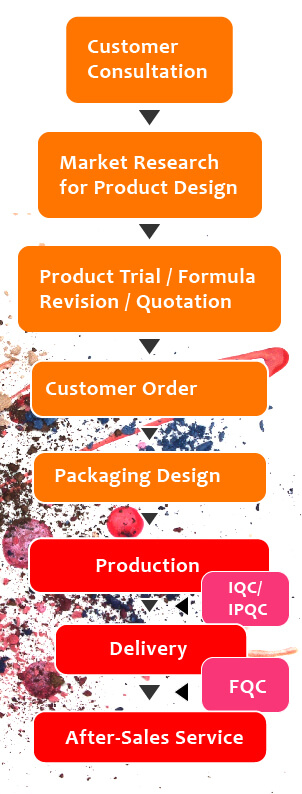 Customer
Consultation
Market Research
for Product Design
Product Trial / Formula
Revision / Quotation
Customer Order
Packaging Design
Production
IQC/
IPQC
Delivery
FQC
After-Sales Service